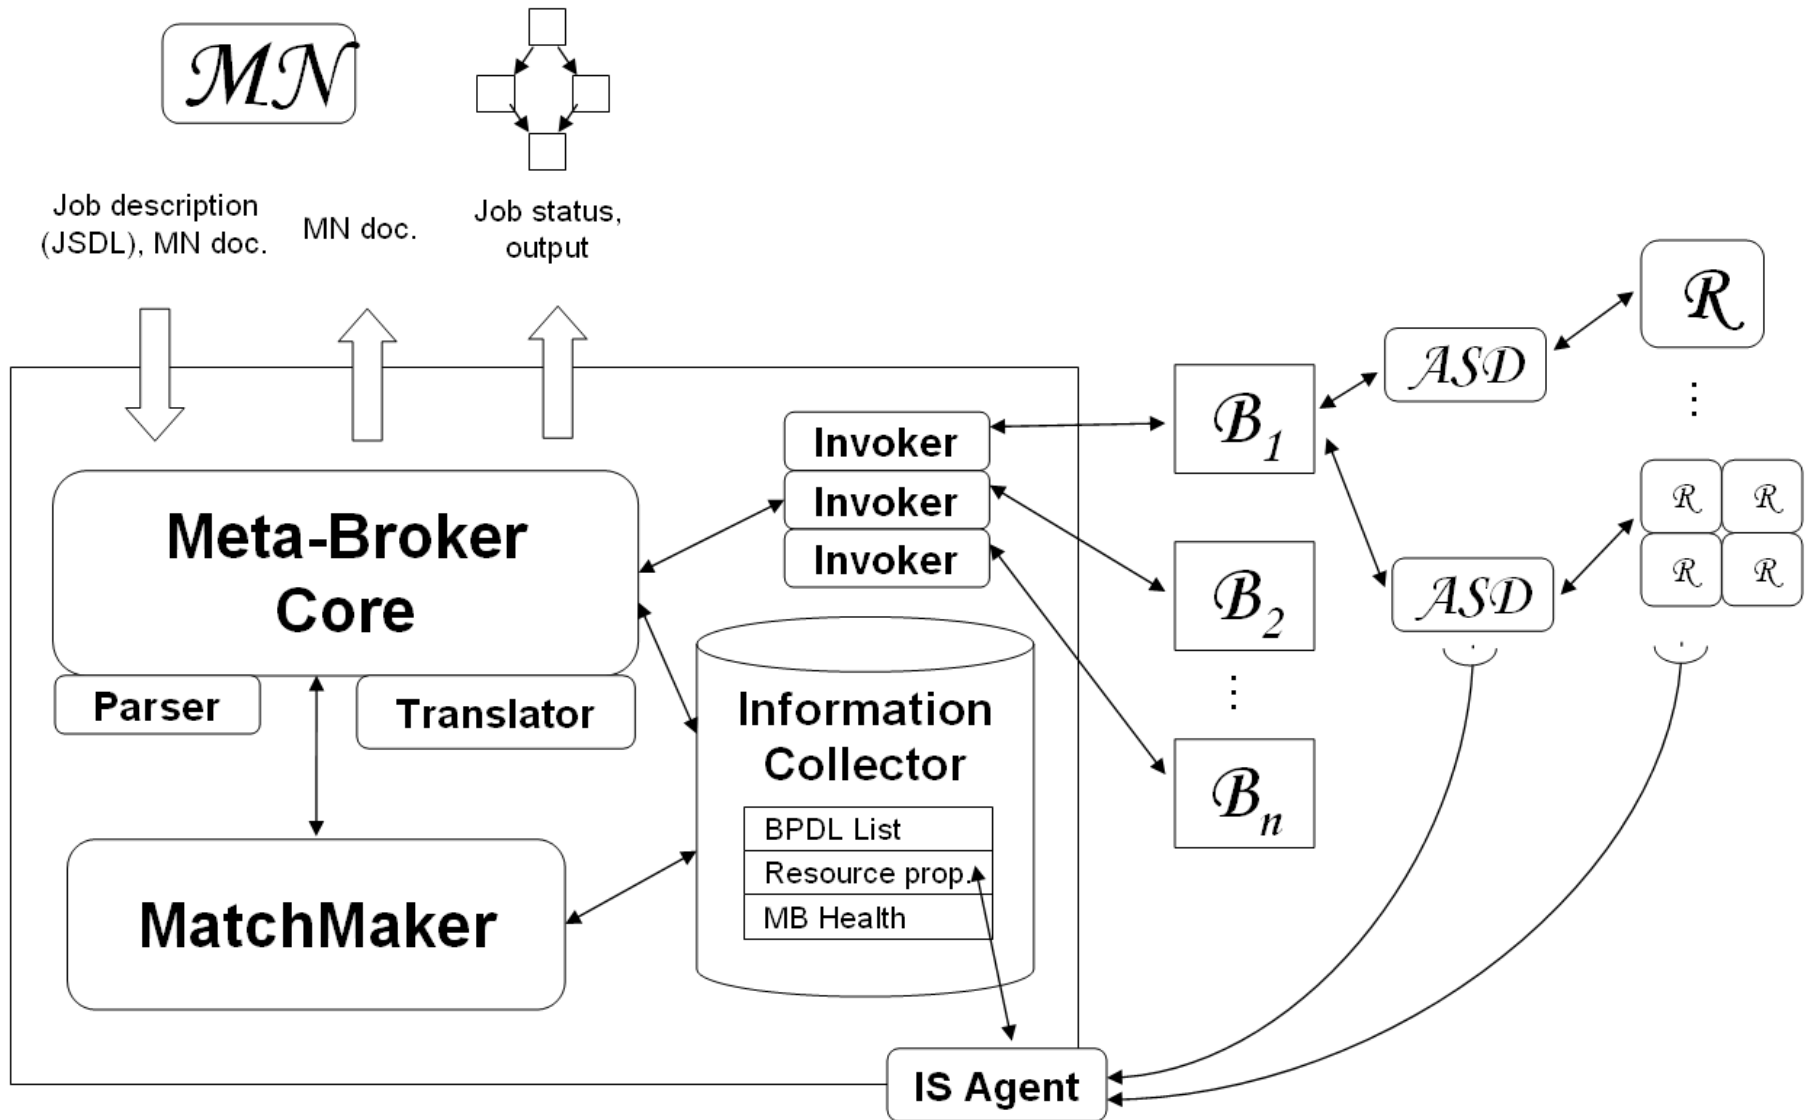 MN
Job description
(JSDL), MN doc.
MN doc.
Job status,
output
Meta-Broker
Core
Parser
Translator
MatchMaker
Invoker
Invoker
Invoker
Information
Collector
BPDL List
Resource prop.
MB Health
IS Agent
B1
B2
⋮
Bn
ASD
ASD
R
⋮
R R
R R